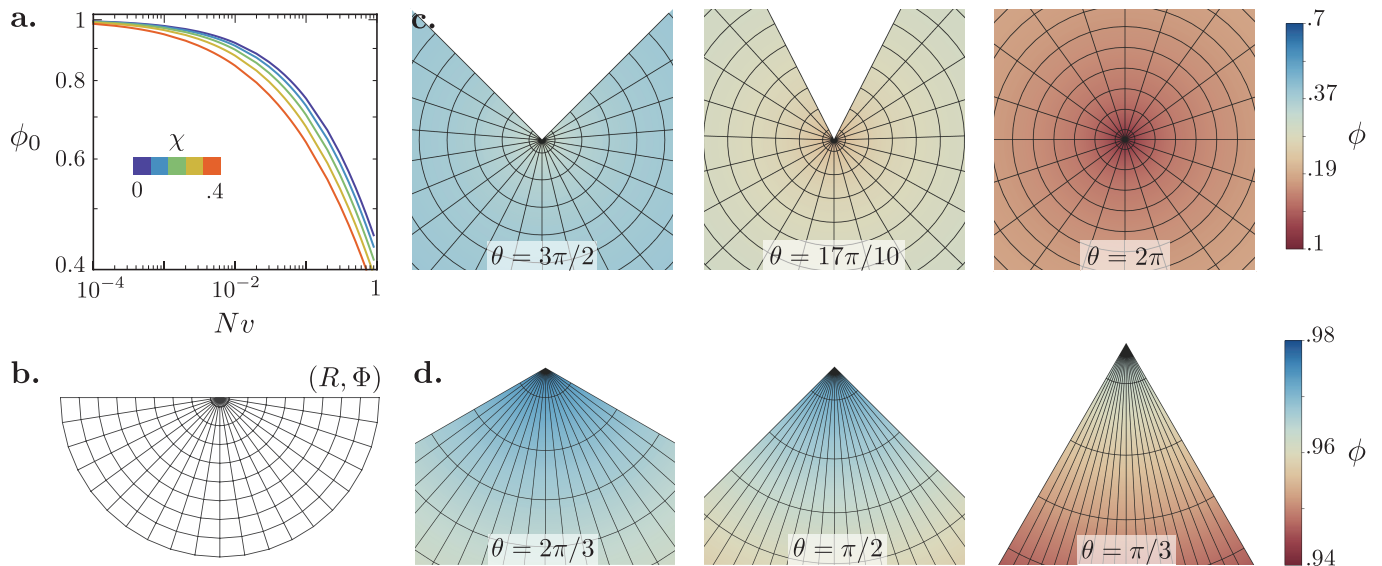 a.
1
0.8
0.6
0.4
ϕ₀
χ
0 .4
10⁻⁴ 10⁻² 1
Nv
c.
θ = 3π/2
θ = 17π/10
θ = 2π
.7
.37
.19
.1
ϕ
b.
(R, Φ)
d.
θ = 2π/3
θ = π/2
θ = π/3
.98
.96
.94
ϕ